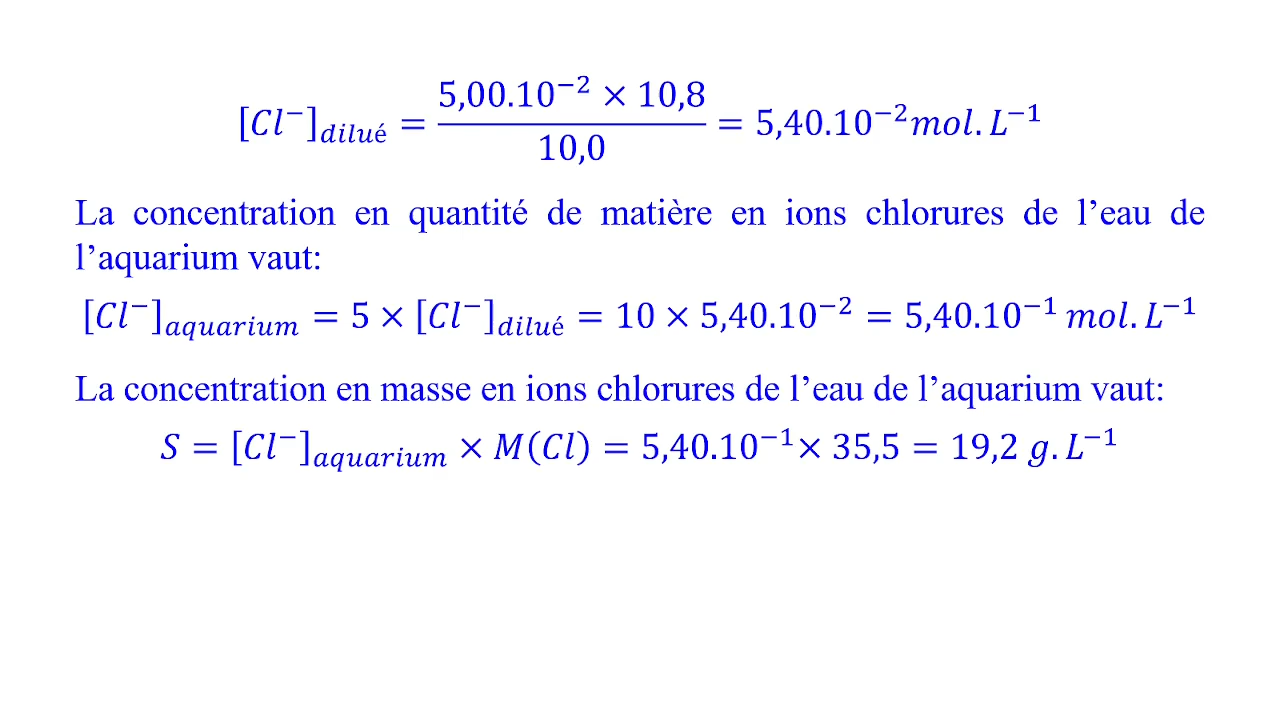 [Cl⁻]dilué = 5,00.10⁻² × 10,8 / 10,0 = 5,40.10⁻² mol.L⁻¹
La concentration en quantité de matière en ions chlorures de l’eau de
l’aquarium vaut:
[Cl⁻]aquarium = 5 × [Cl⁻]dilué = 10 × 5,40.10⁻² = 5,40.10⁻¹ mol.L⁻¹
La concentration en masse en ions chlorures de l’eau de l’aquarium vaut:
S = [Cl⁻]aquarium × M(Cl) = 5,40.10⁻¹ × 35,5 = 19,2 g.L⁻¹